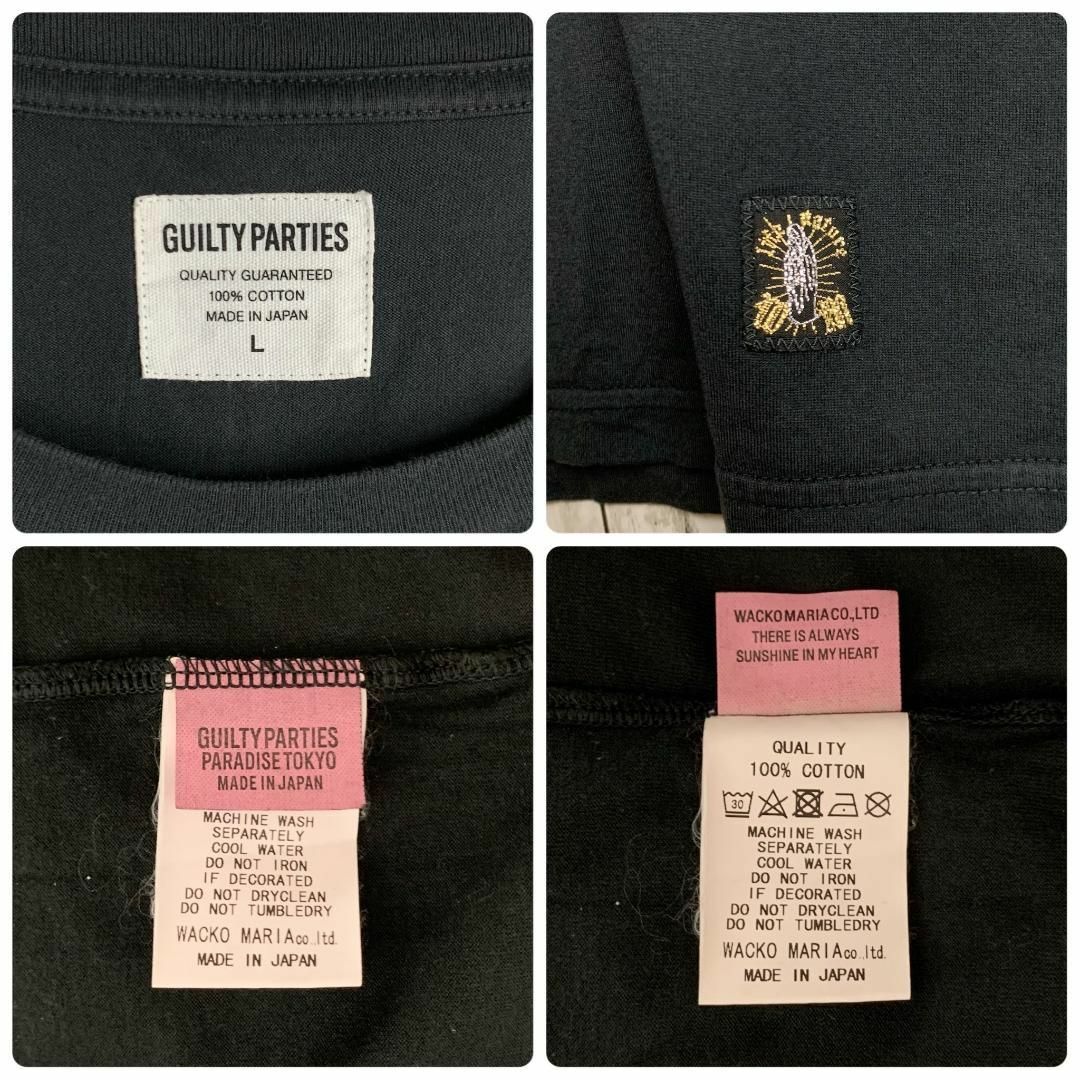 GUILTY PARTIES
QUALITY GUARANTEED
100% COTTON
MADE IN JAPAN
L
GUILTY PARTIES
PARADISE TOKYO
MADE IN JAPAN
MACHINE WASH
SEPARATELY
COOL WATER
DO NOT IRON
IF DECORATED
DO NOT DRYCLEAN
DO NOT TUMBLEDRY
WACKO MARIA co.,ltd.
MADE IN JAPAN
WACKO MARIA CO.,LTD
THERE IS ALWAYS
SUNSHINE IN MY HEART
QUALITY
100% COTTON
30
MACHINE WASH
SEPARATELY
COOL WATER
DO NOT IRON
IF DECORATED
DO NOT DRYCLEAN
DO NOT TUMBLEDRY
WACKO MARIA co.,ltd.
MADE IN JAPAN